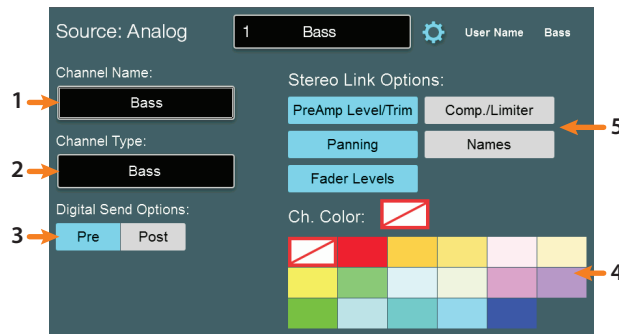 Source: Analog 1 Bass User Name Bass
Channel Name:
1 Bass
Channel Type:
2 Bass
Digital Send Options:
3 Pre Post
Stereo Link Options:
PreAmp Level/Trim Comp./Limiter 5
Panning Names
Fader Levels
Ch. Color:
4